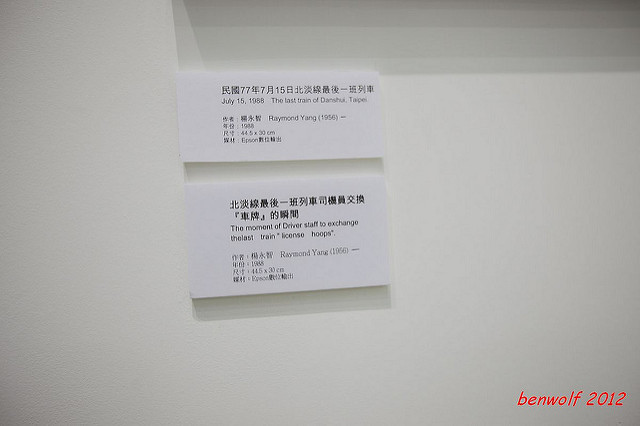 民國77年7月15日北淡線最後一班列車
July 15, 1988 The last train of Danshui, Taipei
作者：楊永智 Raymond Yang (1956) —
年份：1988
尺寸：44.5 x 30 cm
媒材：Epson數位輸出
北淡線最後一班列車司機員交換
『車牌』的瞬間
The moment of Driver staff to exchange
thelast train " license hoops".
作者：楊永智 Raymond Yang (1956) —
年份：1988
尺寸：44.5 x 30 cm
媒材：Epson數位輸出
benwolf 2012